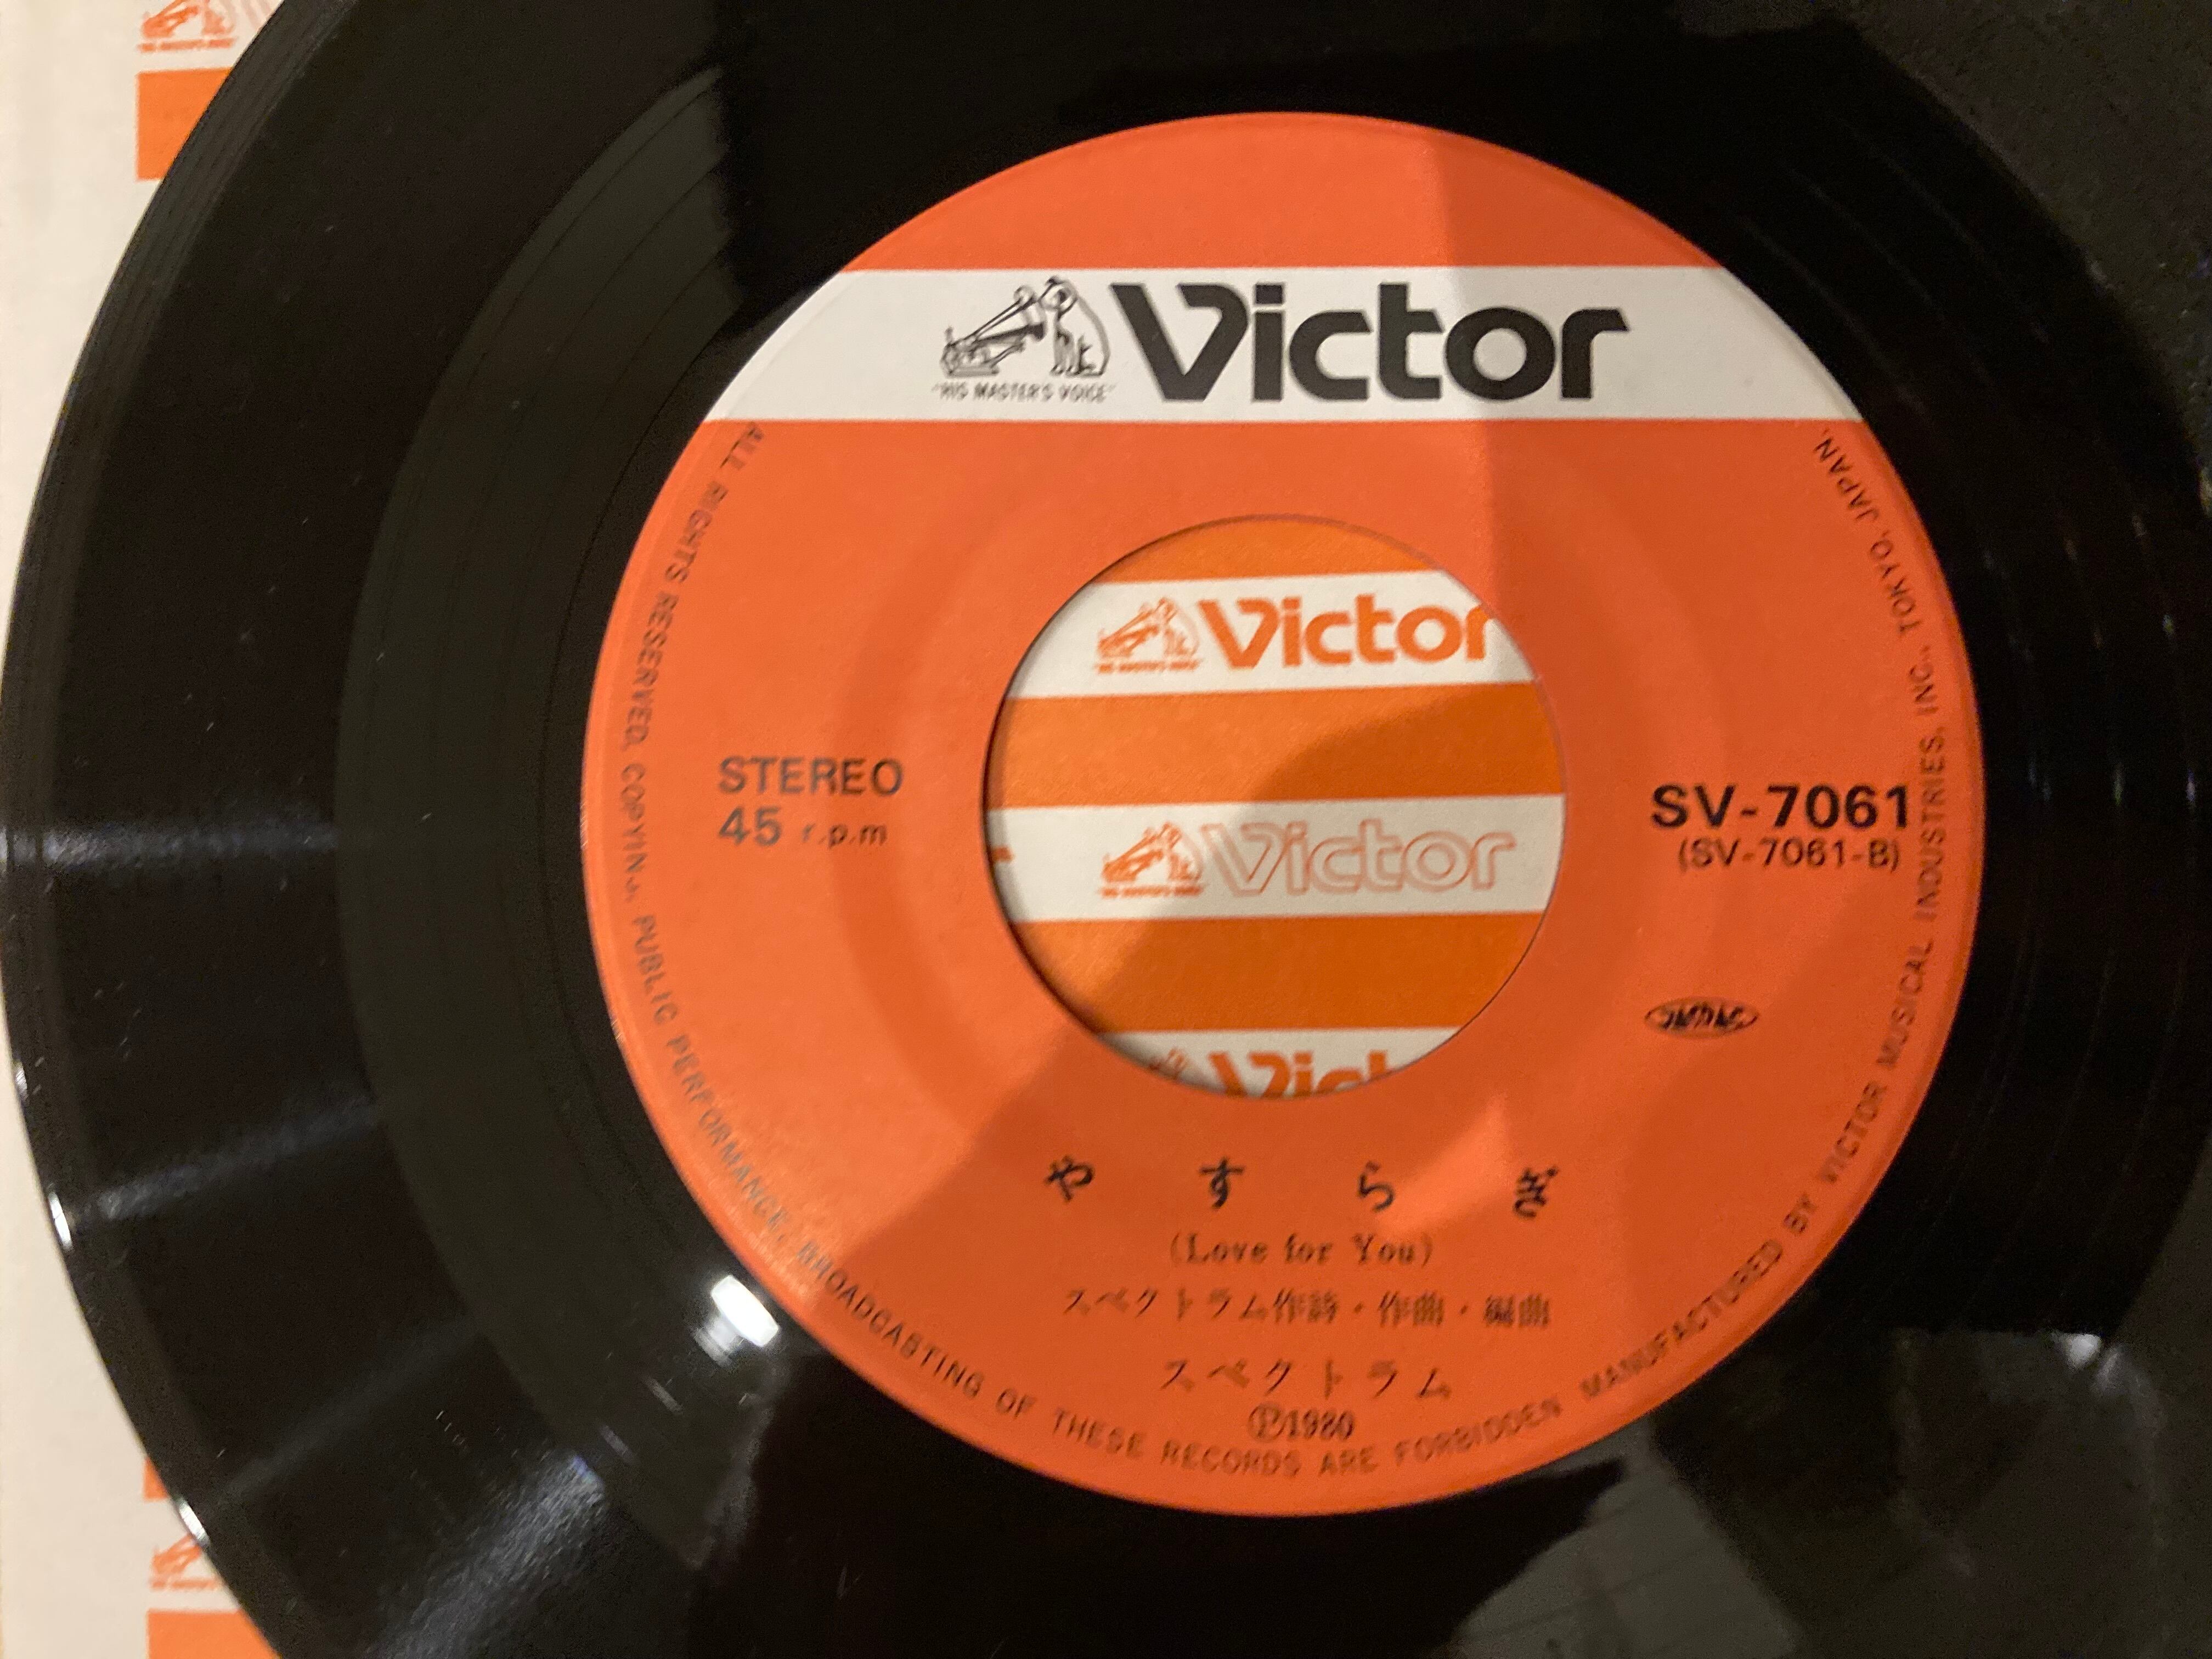 "HIS MASTER'S VOICE"
Victor
Victor
STEREO
45 r.p.m
SV-7061
(SV-7061-B)
Victor
JASRAC
Victor
やすらぎ
(Love for You)
スペクトラム作詩・作曲・編曲
スペクトラム
Ⓟ1980
ALL RIGHTS RESERVED, COPYING, PUBLIC PERFORMANCE, BROADCASTING OF THESE RECORDS ARE FORBIDDEN MANUFACTURED BY VICTOR MUSICAL INDUSTRIES, INC., TOKYO, JAPAN.